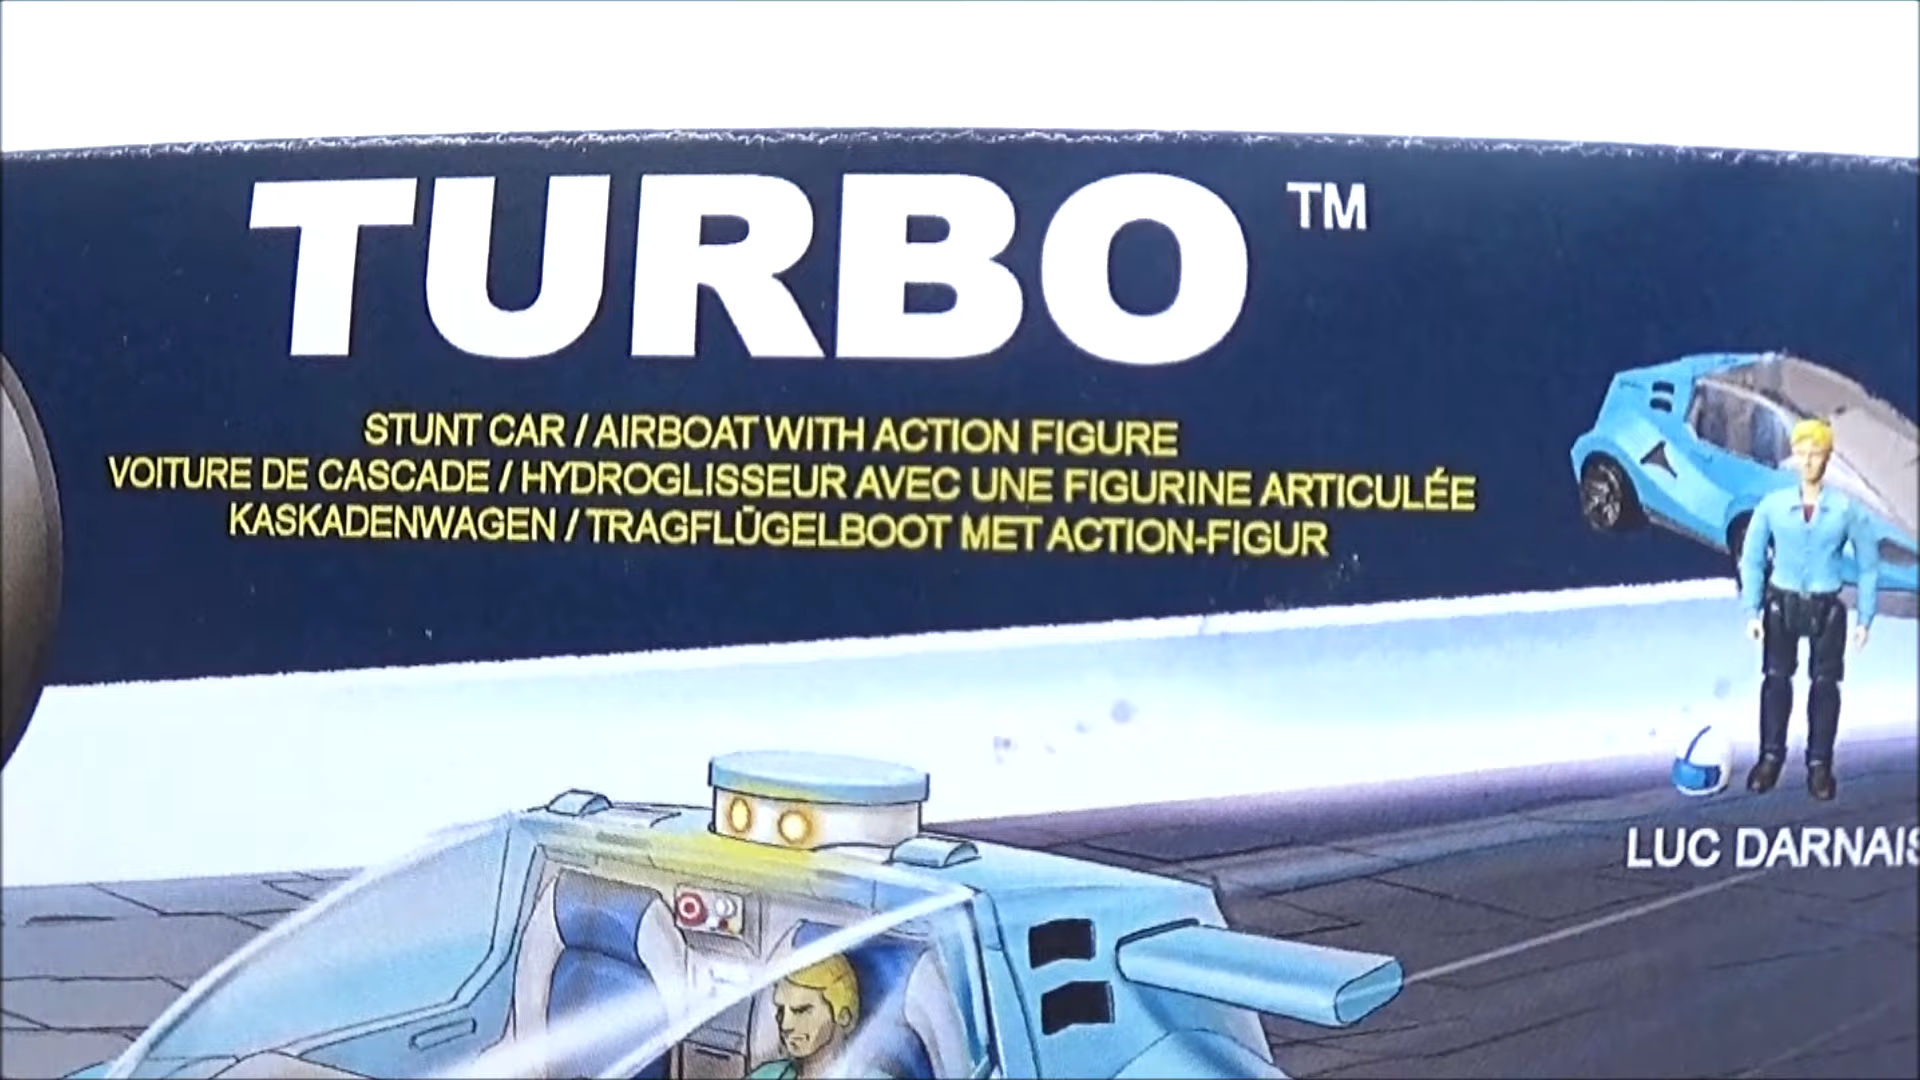 TURBO™
STUNT CAR / AIRBOAT WITH ACTION FIGURE
VOITURE DE CASCADE / HYDROGLISSEUR AVEC UNE FIGURINE ARTICULÉE
KASKADENWAGEN / TRAGFLŪGELBOOT MET ACTION-FIGUR
LUC DARNAIS